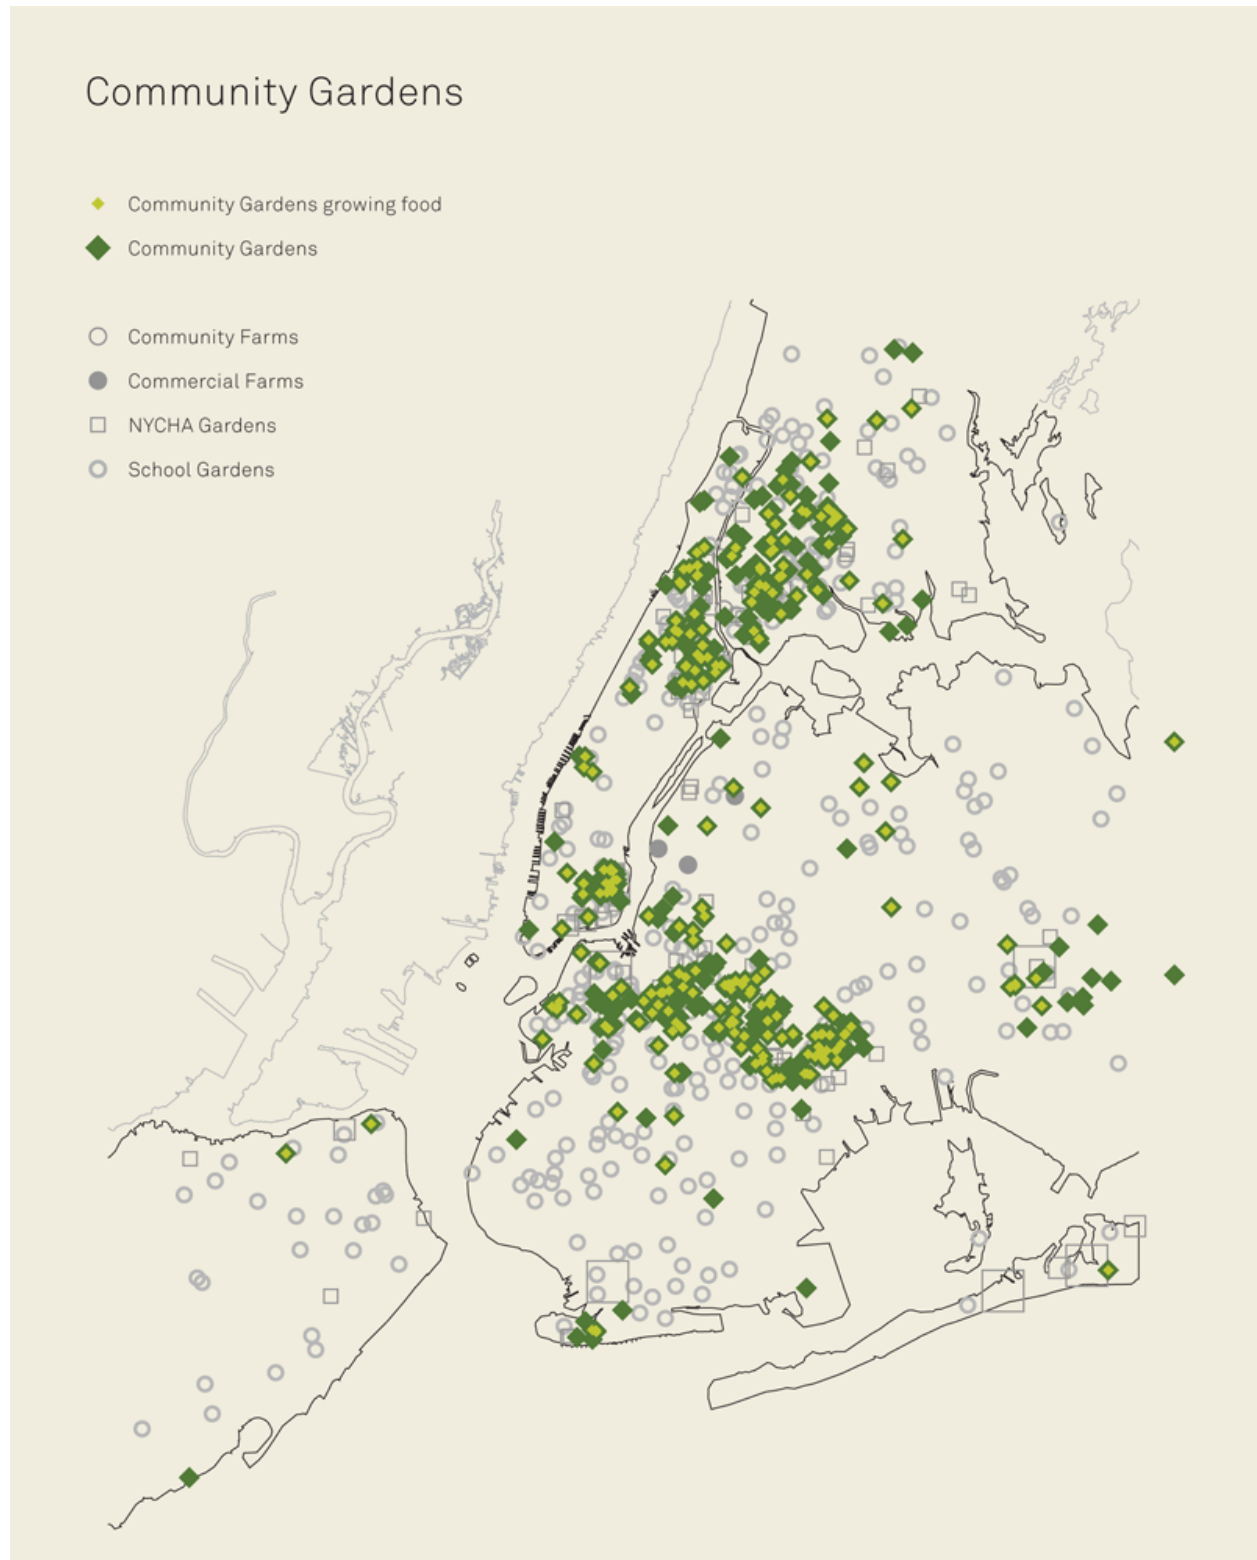 Community Gardens
Community Gardens growing food
Community Gardens
Community Farms
Commercial Farms
NYCHA Gardens
School Gardens